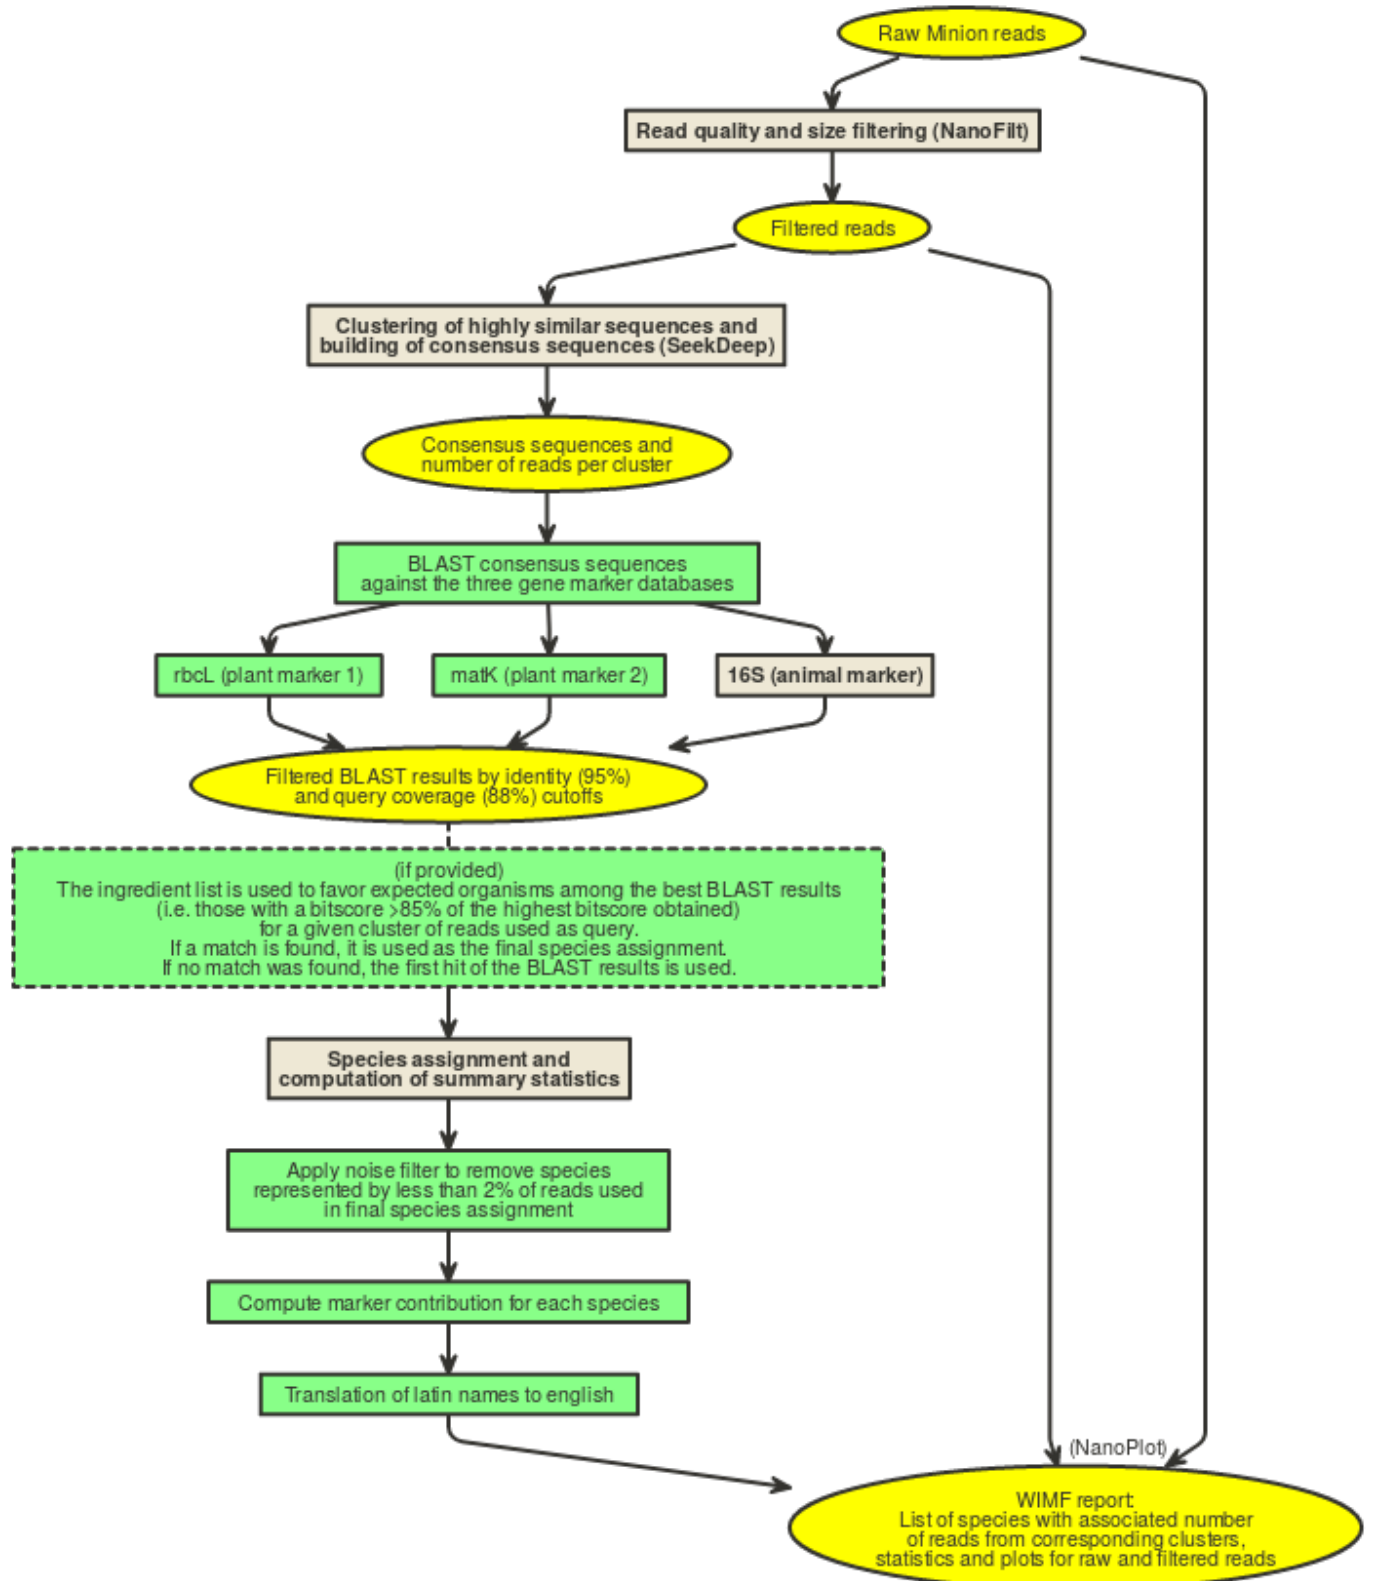 Raw Minion reads
Read quality and size filtering (NanoFilt)
Filtered reads
Clustering of highly similar sequences and
building of consensus sequences (SeekDeep)
Consensus sequences and
number of reads per cluster
BLAST consensus sequences
against the three gene marker databases
rbcL (plant marker 1)
matK (plant marker 2)
16S (animal marker)
Filtered BLAST results by identity (95%)
and query coverage (88%) cutoffs
(if provided)
The ingredient list is used to favor expected organisms among the best BLAST results
(i.e. those with a bitscore >85% of the highest bitscore obtained)
for a given cluster of reads used as query.
If a match is found, it is used as the final species assignment.
If no match was found, the first hit of the BLAST results is used.
Species assignment and
computation of summary statistics
Apply noise filter to remove species
represented by less than 2% of reads used
in final species assignment
Compute marker contribution for each species
Translation of latin names to english
(NanoPlot)
WIMF report:
List of species with associated number
of reads from corresponding clusters,
statistics and plots for raw and filtered reads